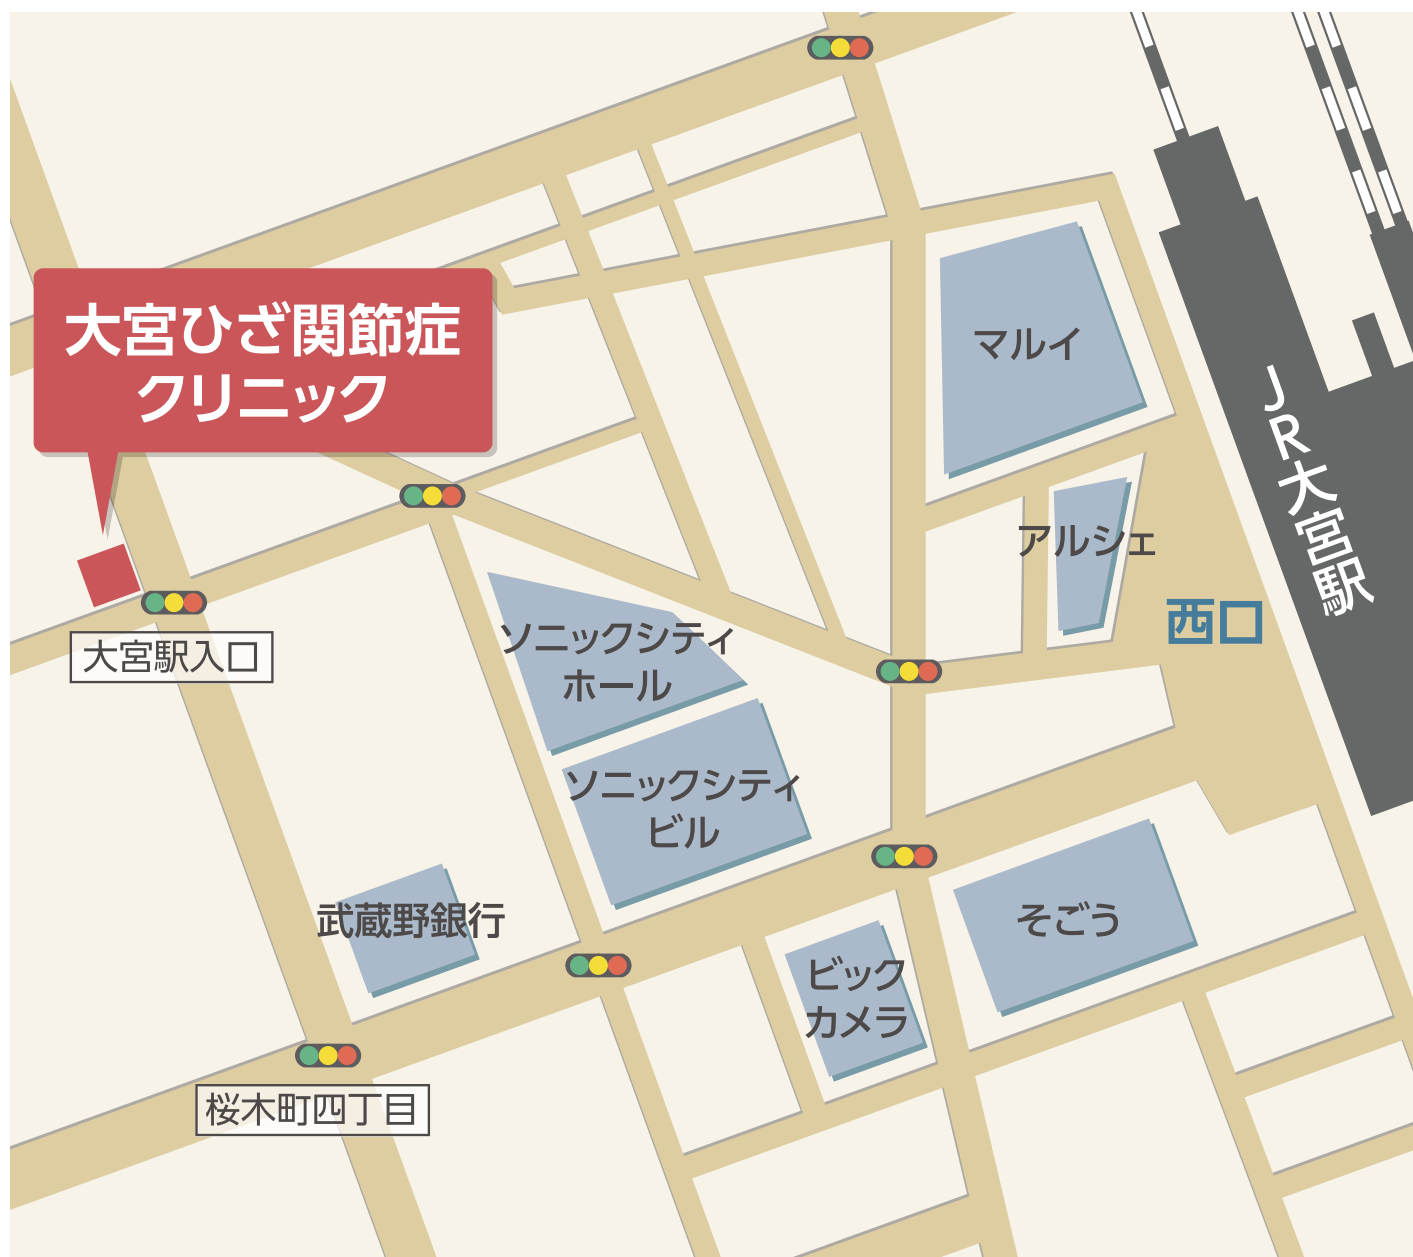 大宮ひざ関節症
クリニック
マルイ
JR大宮駅
アルシェ
西口
大宮駅入口
ソニックシティ
ホール
ソニックシティ
ビル
武蔵野銀行
そごう
ビック
カメラ
桜木町四丁目